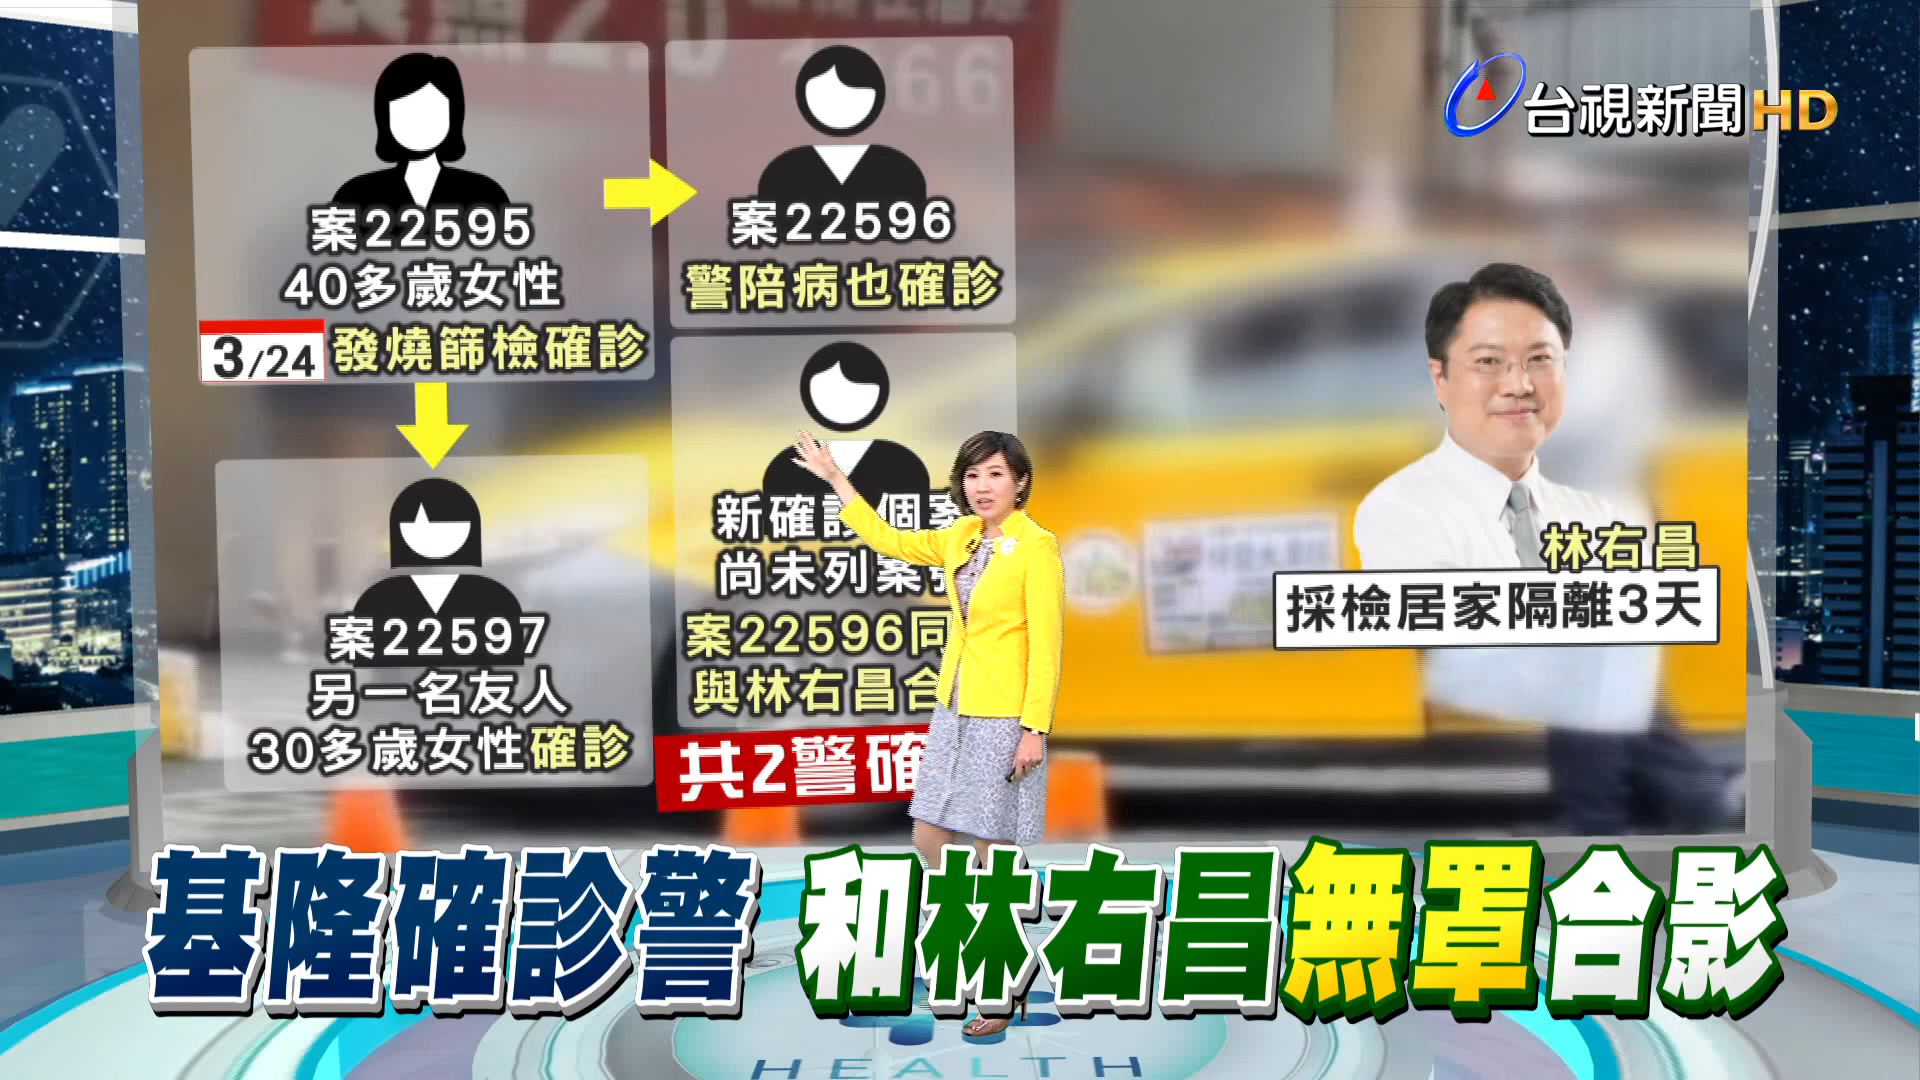 台視新聞HD
案22595
40多歲女性
3/24 發燒篩檢確診
案22596
警陪病也確診
案22597
另一名友人
30多歲女性確診
新確 個
尚未列案
案22596同
與林右昌合
共2警確
林右昌
採檢居家隔離3天
基隆確診警 和林右昌無罩合影
HEALTH